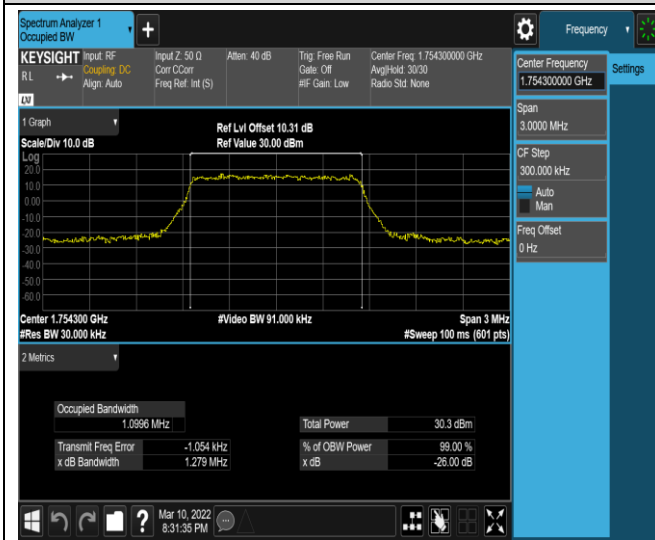 Spectrum Analyzer 1
Occupied BW
+
Frequency
KEYSIGHT
R L
LXI
Input: RF
Coupling: DC
Align: Auto
Input Z: 50 Ω
Corr CCorr
Freq Ref: Int (S)
Atten: 40 dB
Trig: Free Run
Gate: Off
#IF Gain: Low
Center Freq: 1.754300000 GHz
Avg|Hold: 30/30
Radio Std: None
Center Frequency
1.754300000 GHz
Settings
Span
3.0000 MHz
CF Step
300.000 kHz
Auto
Man
Freq Offset
0 Hz
1 Graph
Scale/Div 10.0 dB
Ref Lvl Offset 10.31 dB
Ref Value 30.00 dBm
Log
20.0
10.0
0.00
-10.0
-20.0
-30.0
-40.0
-50.0
-60.0
Center 1.754300 GHz
#Video BW 91.000 kHz
Span 3 MHz
#Res BW 30.000 kHz
#Sweep 100 ms (601 pts)
2 Metrics
Occupied Bandwidth
1.0996 MHz
Total Power 30.3 dBm
Transmit Freq Error -1.054 kHz
% of OBW Power 99.00 %
x dB Bandwidth 1.279 MHz
x dB -26.00 dB
?
Mar 10, 2022
8:31:35 PM